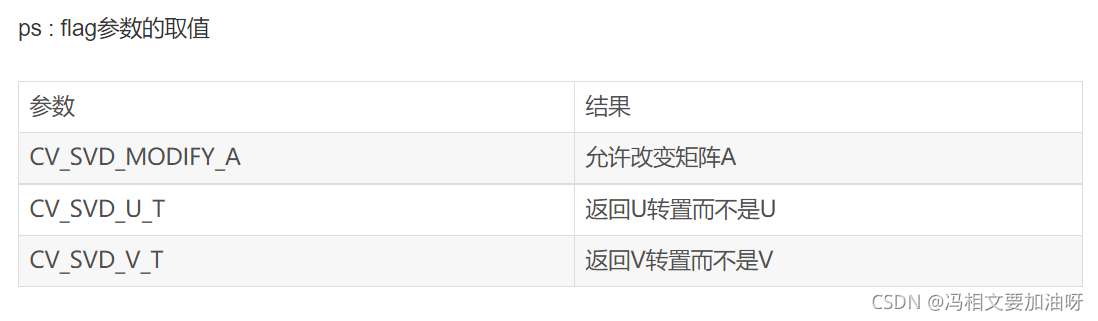 ps : flag参数的取值
参数 结果
CV_SVD_MODIFY_A 允许改变矩阵A
CV_SVD_U_T 返回U转置而不是U
CV_SVD_V_T 返回V转置而不是V
CSDN @冯相文要加油呀